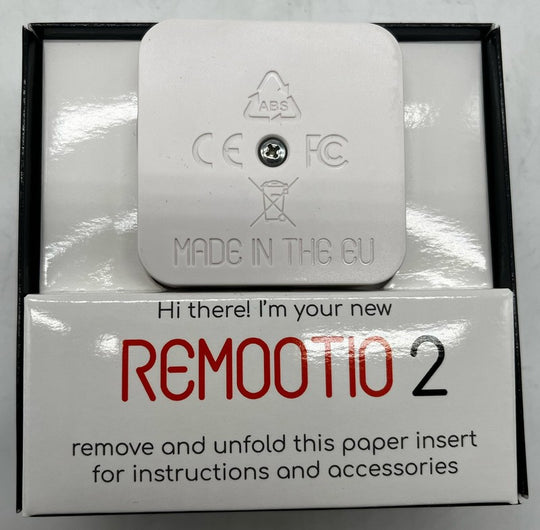 ABS
CE FC
MADE IN THE EU
Hi there! I'm your new
REMOOTIO 2
remove and unfold this paper insert
for instructions and accessories